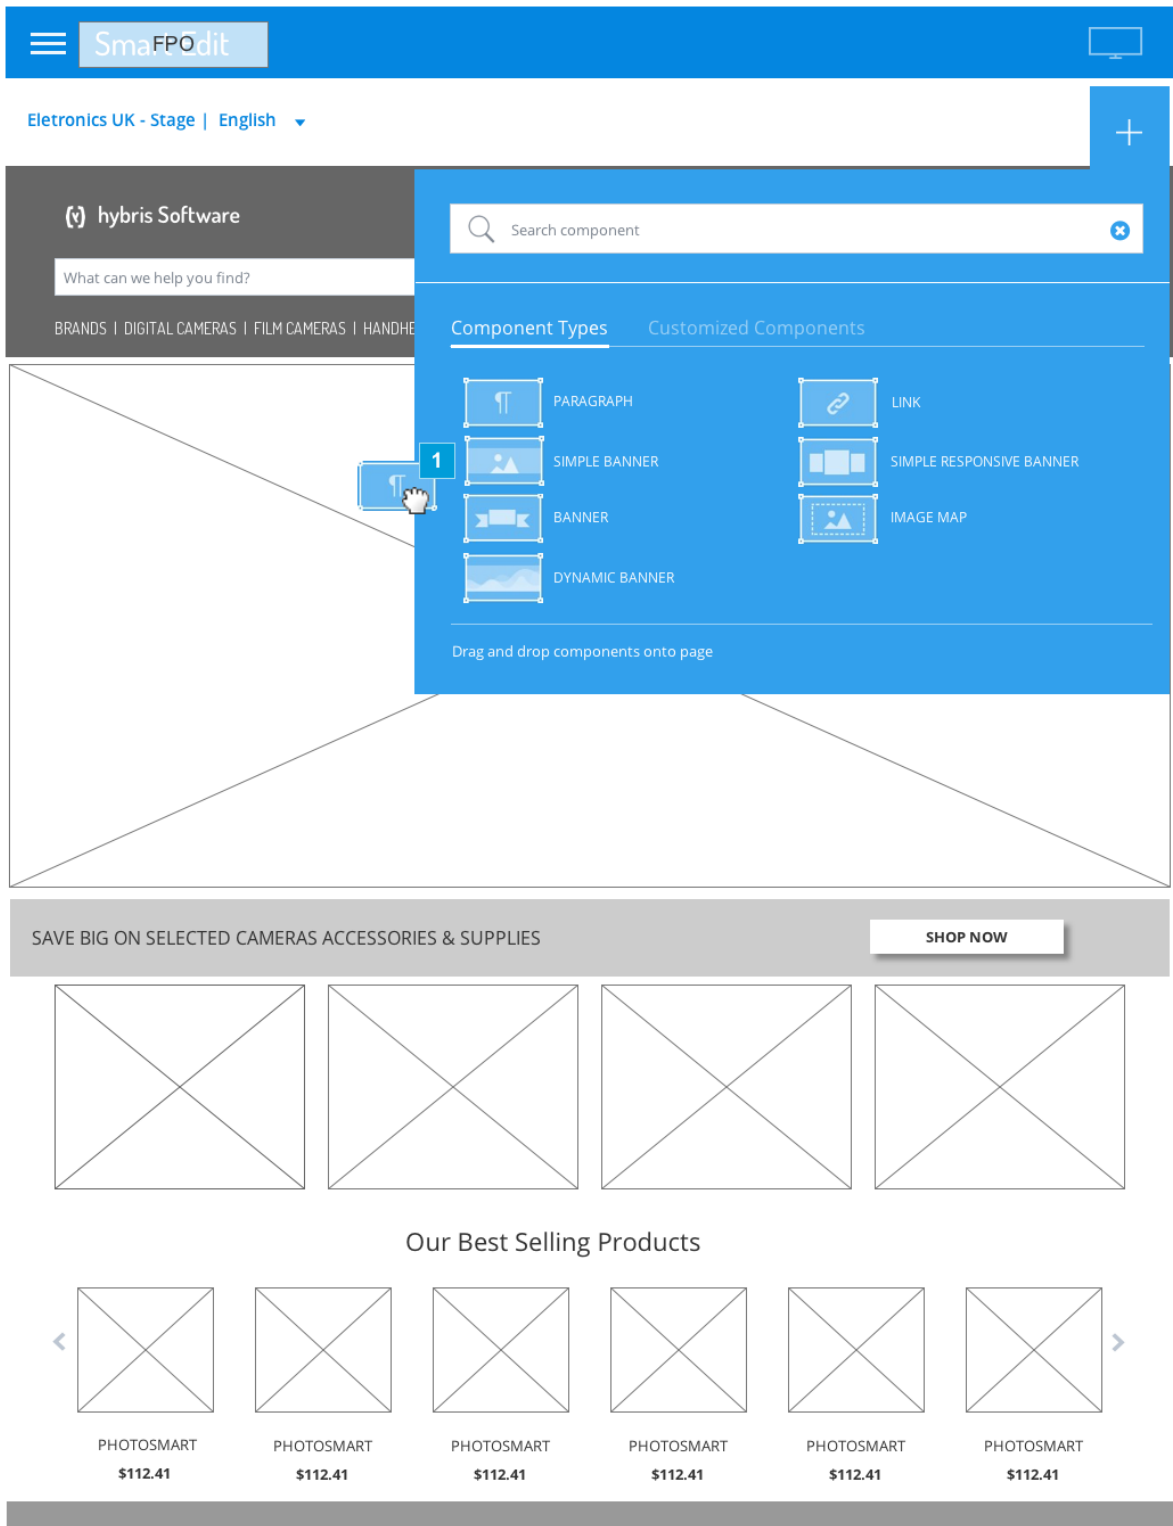 Smart Edit
FPO
Eletronics UK - Stage | English
hybris Software
Search component
What can we help you find?
BRANDS | DIGITAL CAMERAS | FILM CAMERAS |
Component Types Customized Components
PARAGRAPH LINK
1
SIMPLE BANNER SIMPLE RESPONSIVE BANNER
BANNER IMAGE MAP
DYNAMIC BANNER
Drag and drop components onto page
SAVE BIG ON SELECTED CAMERAS ACCESSORIES & SUPPLIES SHOP NOW
Our Best Selling Products
PHOTOSMART PHOTOSMART PHOTOSMART PHOTOSMART PHOTOSMART PHOTOSMART
$112.41 $112.41 $112.41 $112.41 $112.41 $112.41